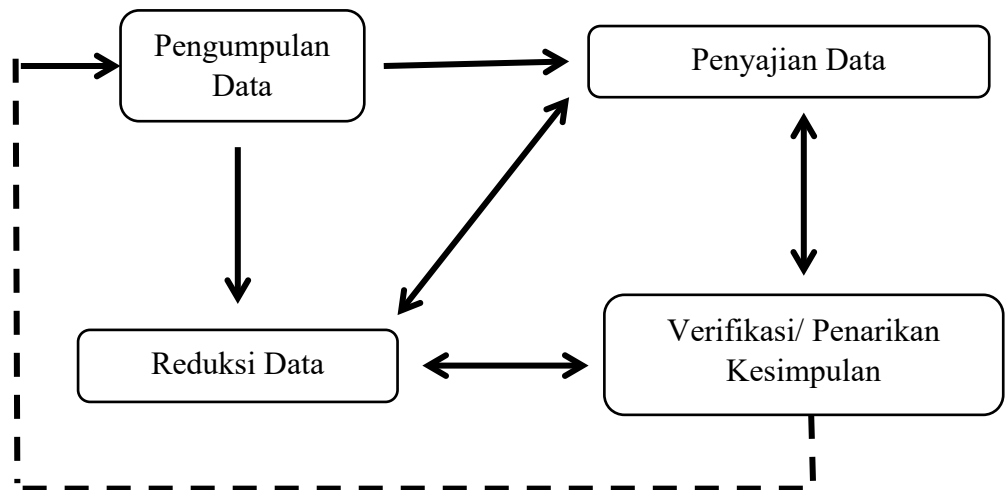 Pengumpulan
Data
Penyajian Data
Reduksi Data
Verifikasi/ Penarikan
Kesimpulan